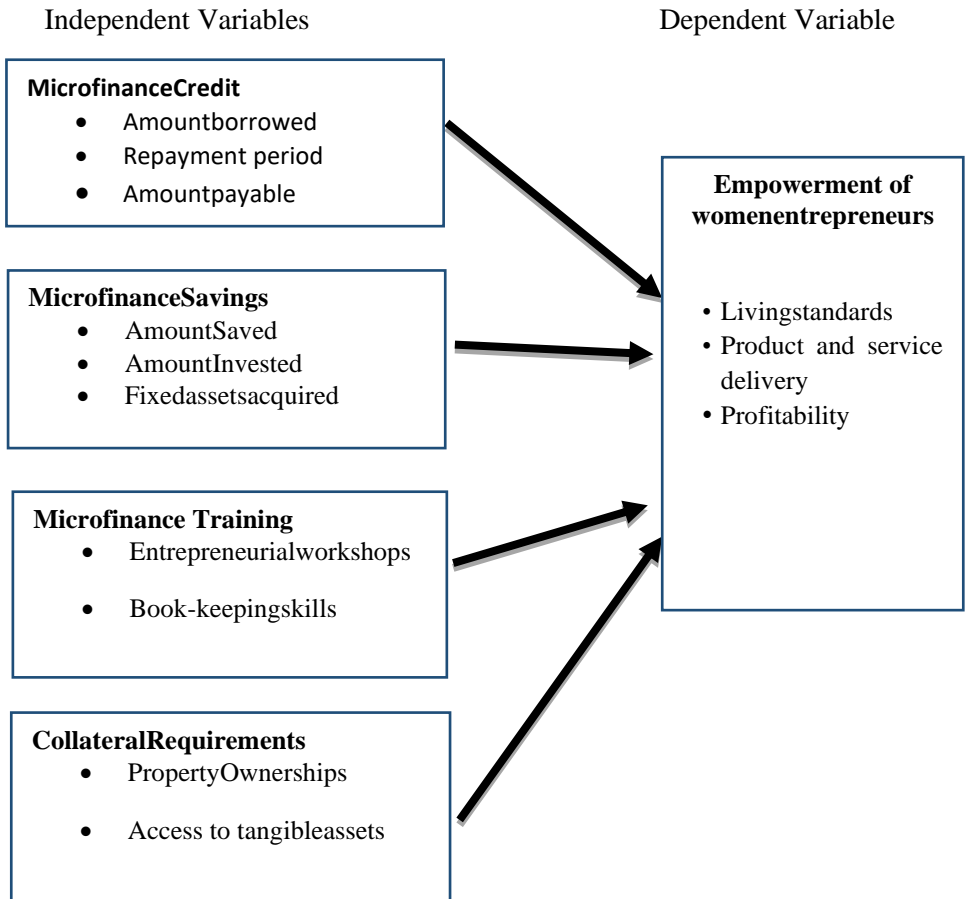 Independent Variables
Dependent Variable
MicrofinanceCredit
• Amountborrowed
• Repayment period
• Amountpayable
MicrofinanceSavings
• AmountSaved
• AmountInvested
• Fixedassetsacquired
Microfinance Training
• Entrepreneurialworkshops
• Book-keepingskills
CollateralRequirements
• PropertyOwnerships
• Access to tangibleassets
Empowerment of
womenentrepreneurs
• Livingstandards
• Product and service
delivery
• Profitability